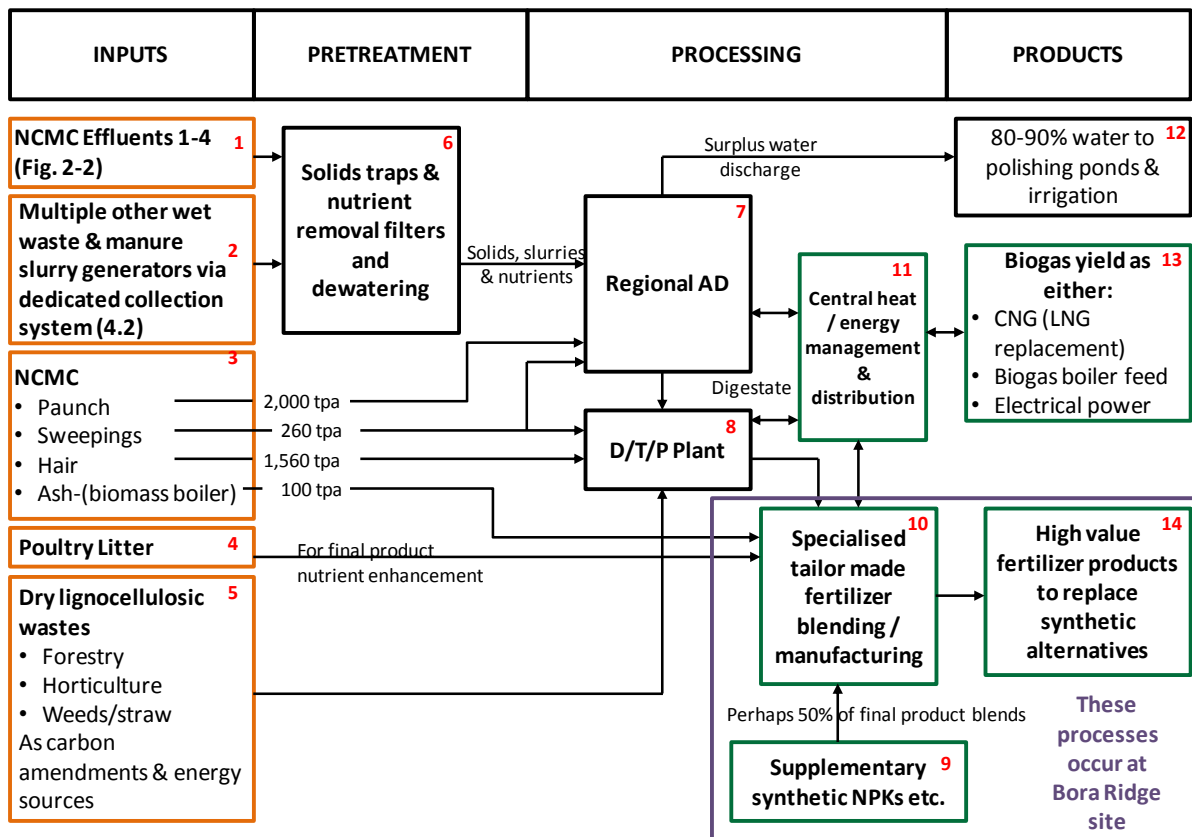 INPUTS
PRETREATMENT
PROCESSING
PRODUCTS
NCMC Effluents 1-4
(Fig. 2-2)
1
Multiple other wet
waste & manure
slurry generators via
dedicated collection
system (4.2)
2
3
NCMC
• Paunch
• Sweepings
• Hair
• Ash-(biomass boiler)
2,000 tpa
260 tpa
1,560 tpa
100 tpa
Poultry Litter
4
For final product
nutrient enhancement
Dry lignocellulosic
wastes
5
• Forestry
• Horticulture
• Weeds/straw
As carbon
amendments & energy
sources
6
Solids traps &
nutrient
removal filters
and
dewatering
Solids, slurries
& nutrients
Surplus water
discharge
7
Regional AD
Digestate
8
D/T/P Plant
11
Central heat
/ energy
management
&
distribution
10
Specialised
tailor made
fertilizer
blending /
manufacturing
Perhaps 50% of final product blends
9
Supplementary
synthetic NPKs etc.
12
80-90% water to
polishing ponds &
irrigation
13
Biogas yield as
either:
• CNG (LNG
replacement)
• Biogas boiler feed
• Electrical power
14
High value
fertilizer products
to replace
synthetic
alternatives
These
processes
occur at
Bora Ridge
site